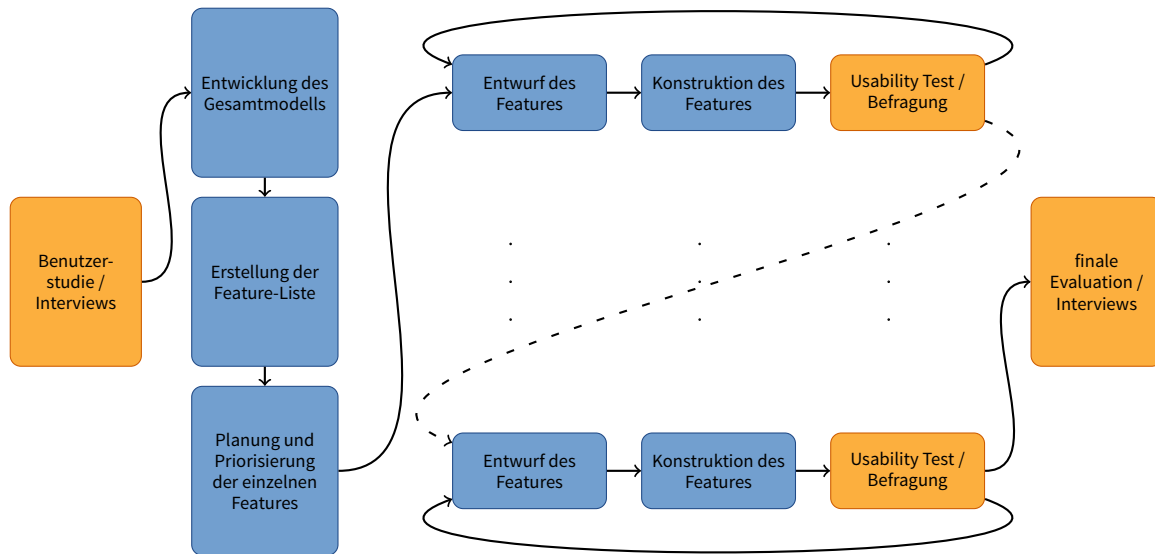 Benutzer-
studie /
Interviews
Entwicklung des
Gesamtmodells
Erstellung der
Feature-Liste
Planung und
Priorisierung
der einzelnen
Features
Entwurf des
Features
Konstruktion des
Features
Usability Test /
Befragung
Entwurf des
Features
Konstruktion des
Features
Usability Test /
Befragung
finale
Evaluation /
Interviews